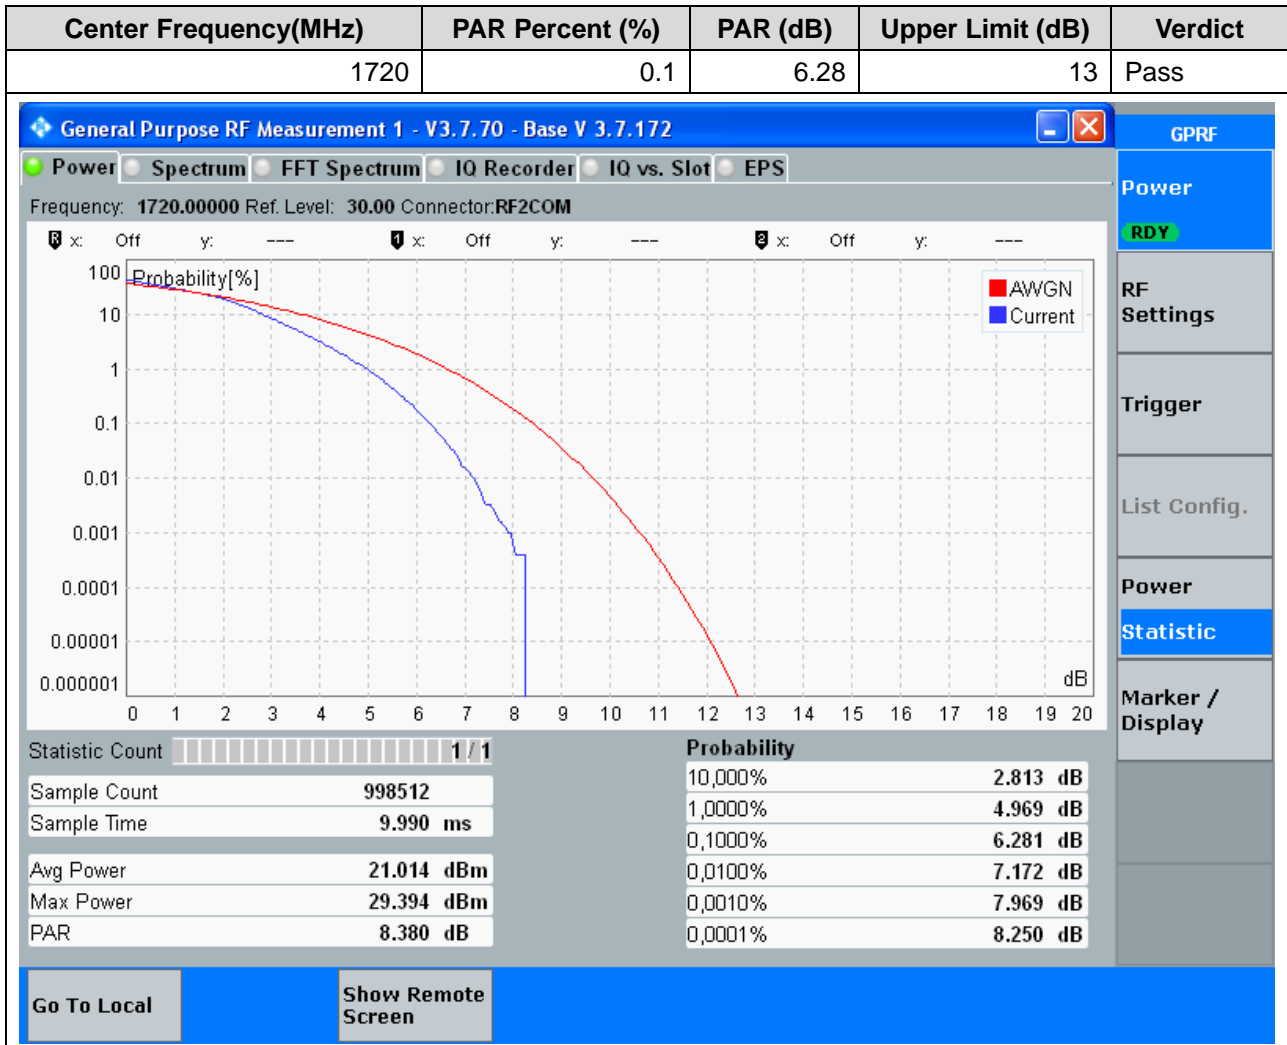 Center Frequency(MHz) PAR Percent (%) PAR (dB) Upper Limit (dB) Verdict
1720 0.1 6.28 13 Pass
General Purpose RF Measurement 1 - V3.7.70 - Base V 3.7.172
GPRF
Power Spectrum FFT Spectrum IQ Recorder IQ vs. Slot EPS
Power
RDY
Frequency: 1720.00000 Ref. Level: 30.00 Connector:RF2COM
R x: Off y: --- 1 x: Off y: --- 2 x: Off y: ---
Probability[%]
AWGN
Current
100
10
1
0.1
0.01
0.001
0.0001
0.00001
0.000001
dB
0 1 2 3 4 5 6 7 8 9 10 11 12 13 14 15 16 17 18 19 20
RF
Settings
Trigger
List Config.
Power
Statistic
Marker /
Display
Statistic Count 1 / 1
Sample Count 998512
Sample Time 9.990 ms
Avg Power 21.014 dBm
Max Power 29.394 dBm
PAR 8.380 dB
Probability
10,000% 2.813 dB
1,0000% 4.969 dB
0,1000% 6.281 dB
0,0100% 7.172 dB
0,0010% 7.969 dB
0,0001% 8.250 dB
Go To Local
Show Remote
Screen